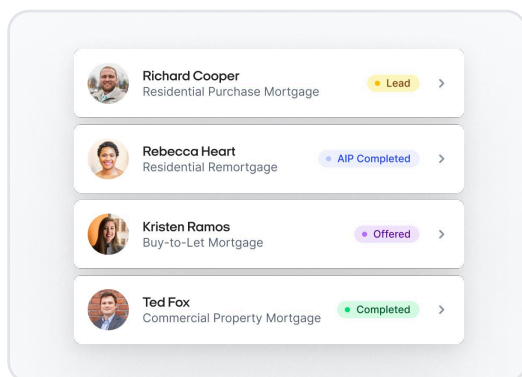 Richard Cooper
Residential Purchase Mortgage
Lead
Rebecca Heart
Residential Remortgage
AIP Completed
Kristen Ramos
Buy-to-Let Mortgage
Offered
Ted Fox
Commercial Property Mortgage
Completed